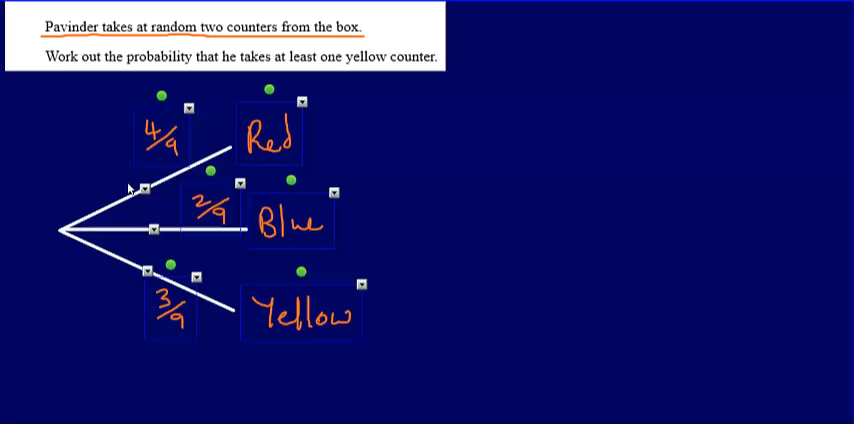 Pavinder takes at random two counters from the box.
Work out the probability that he takes at least one yellow counter.
4/9 Red
2/9 Blue
3/9 Yellow